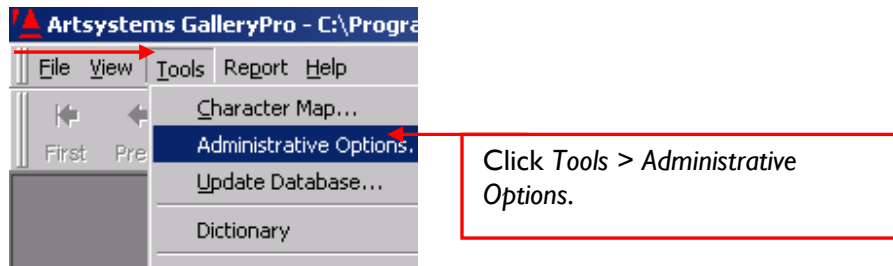 Artsystems GalleryPro - C:\Progra
File View Tools Report Help
Character Map...
First Pre Administrative Options.
Update Database...
Dictionary
Click Tools > Administrative
Options.